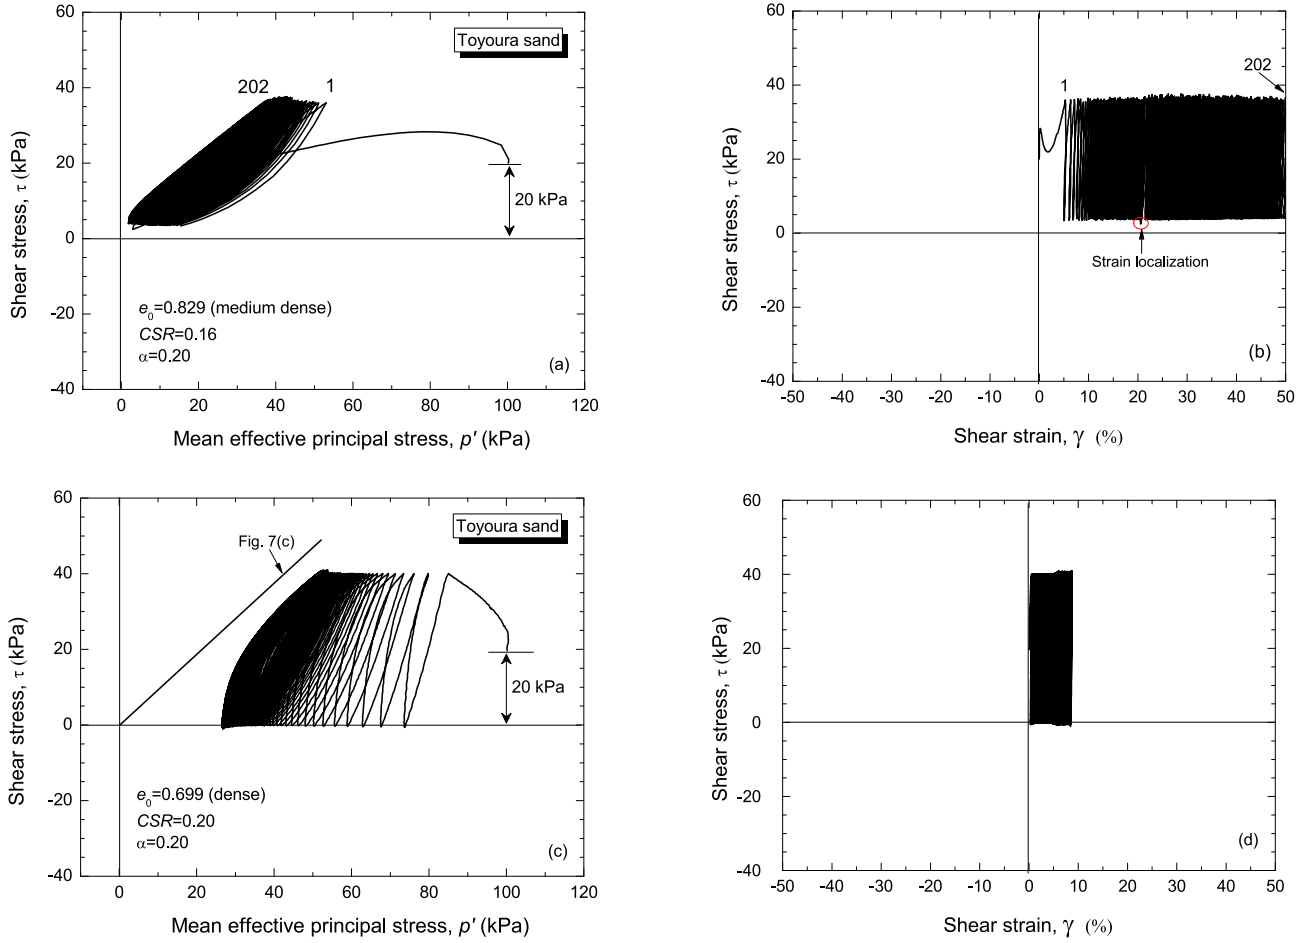 60
40
20
0
-20
-40
0
20
40
60
80
100
120
Shear stress, τ (kPa)
Mean effective principal stress, p′ (kPa)
Toyoura sand
202
1
20 kPa
e0=0.829 (medium dense)
CSR=0.16
α=0.20
(a)
60
40
20
0
-20
-40
-50
-40
-30
-20
-10
0
10
20
30
40
50
Shear stress, τ (kPa)
Shear strain, γ (%)
202
1
Strain localization
(b)
60
40
20
0
-20
-40
0
20
40
60
80
100
120
Shear stress, τ (kPa)
Mean effective principal stress, p′ (kPa)
Toyoura sand
Fig. 7(c)
20 kPa
e0=0.699 (dense)
CSR=0.20
α=0.20
(c)
60
40
20
0
-20
-40
-50
-40
-30
-20
-10
0
10
20
30
40
50
Shear stress, τ (kPa)
Shear strain, γ (%)
(d)